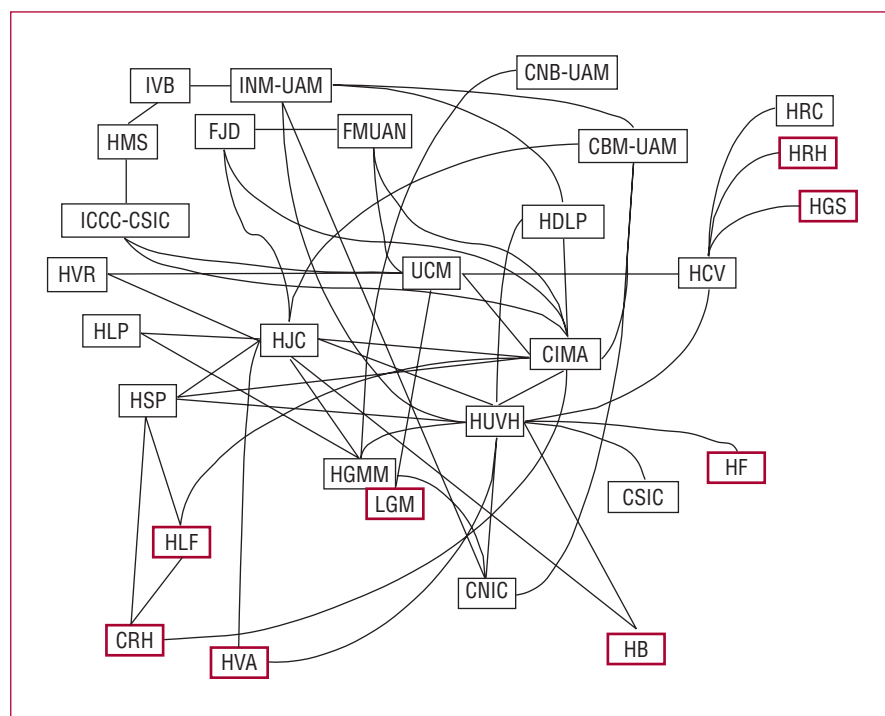 CNB-UAM
IVB
INM-UAM
HRC
FJD
FMUAN
HMS
CBM-UAM
HRH
ICCC-CSIC
HDLP
HGS
HVR
UCM
HCV
HLP
HJC
CIMA
HSP
HUVH
HGMM
HF
LGM
CSIC
HLF
CNIC
CRH
HVA
HB